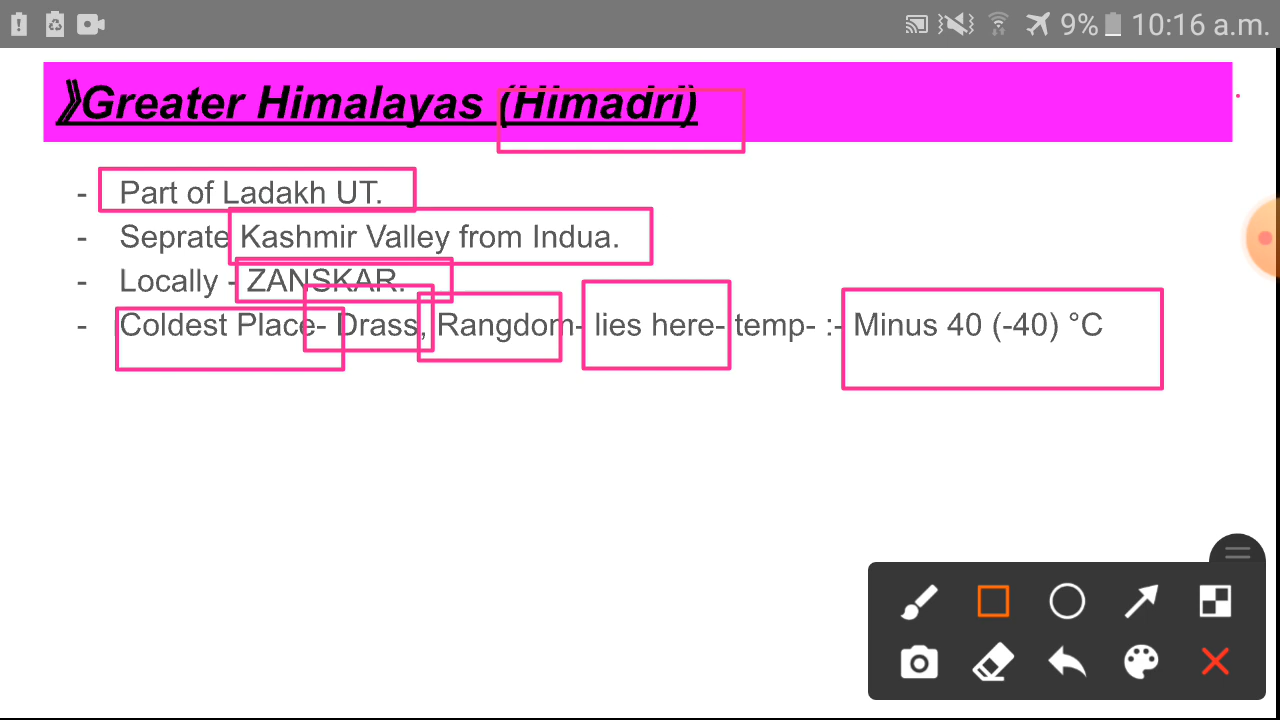 9% 10:16 a.m.
》Greater Himalayas (Himadri)
- Part of Ladakh UT.
- Seprate Kashmir Valley from Indua.
- Locally - ZANSKAR.
- Coldest Place- Drass, Rangdom- lies here- temp- :- Minus 40 (-40) °C